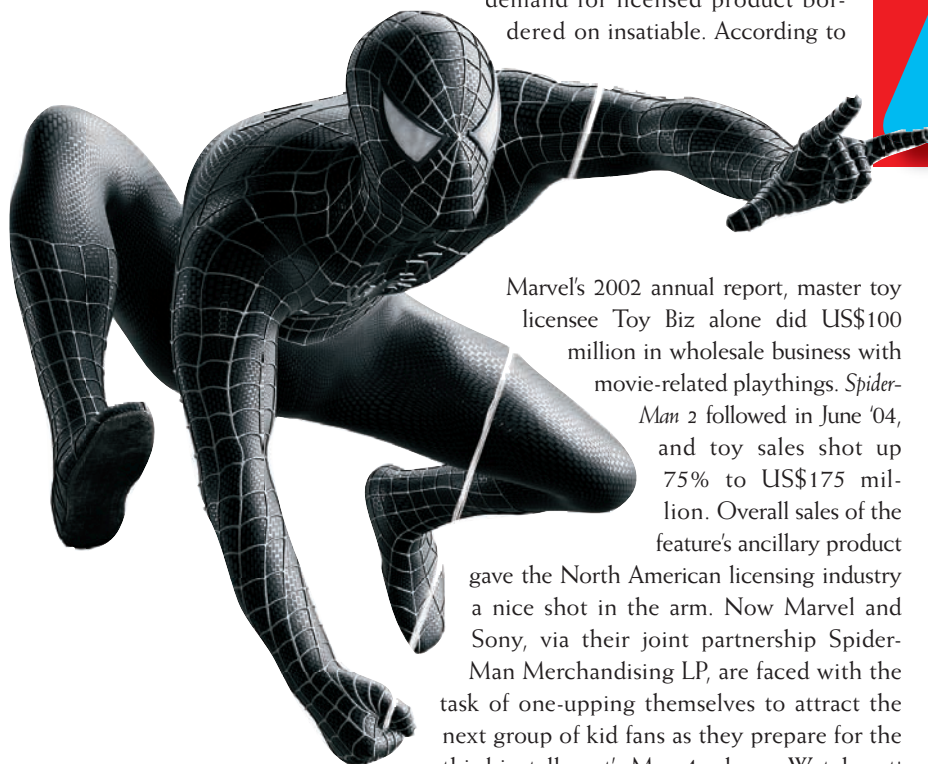 demand for licensed product bor-
dered on insatiable. According to
Marvel's 2002 annual report, master toy
licensee Toy Biz alone did US$100
million in wholesale business with
movie-related playthings. Spider-
Man 2 followed in June '04,
and toy sales shot up
75% to US$175 mil-
lion. Overall sales of the
feature's ancillary product
gave the North American licensing industry
a nice shot in the arm. Now Marvel and
Sony, via their joint partnership Spider-
Man Merchandising LP, are faced with the
task of one-upping themselves to attract the
next group of kid fans as they prepare for the